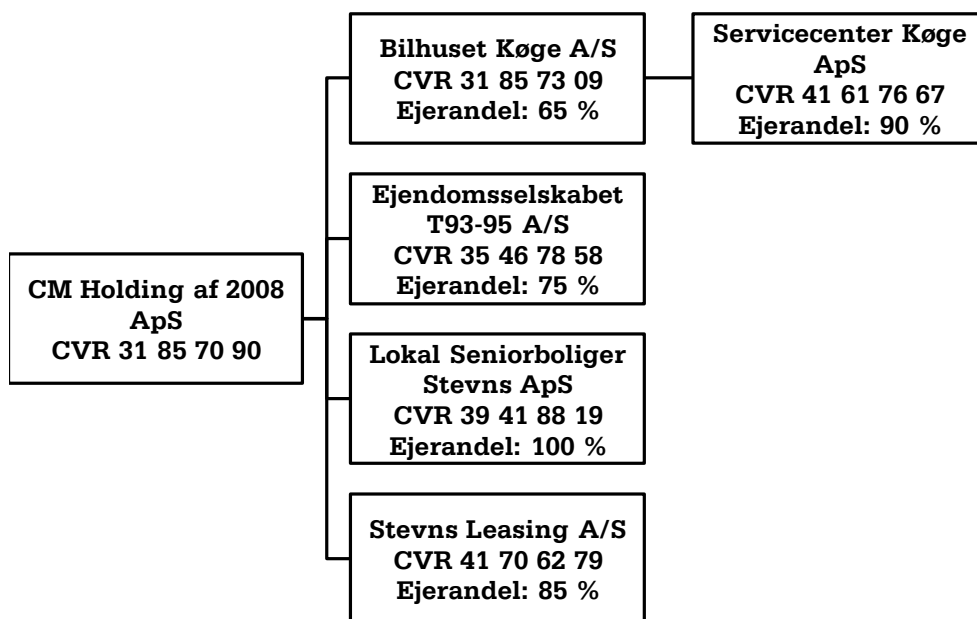 CM Holding af 2008
ApS
CVR 31 85 70 90
Bilhuset Køge A/S
CVR 31 85 73 09
Ejerandel: 65 %
Servicecenter Køge
ApS
CVR 41 61 76 67
Ejerandel: 90 %
Ejendomsselskabet
T93-95 A/S
CVR 35 46 78 58
Ejerandel: 75 %
Lokal Seniorboliger
Stevns ApS
CVR 39 41 88 19
Ejerandel: 100 %
Stevns Leasing A/S
CVR 41 70 62 79
Ejerandel: 85 %